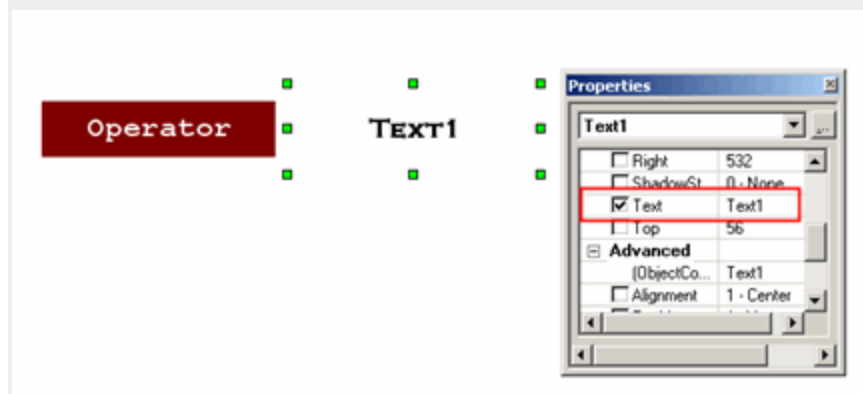 Operator
Text1
Properties
Text1
Right 532
ShadowSt 0 - None
Text Text1
Top 56
Advanced
(ObjectCo... Text1
Alignment 1 - Center